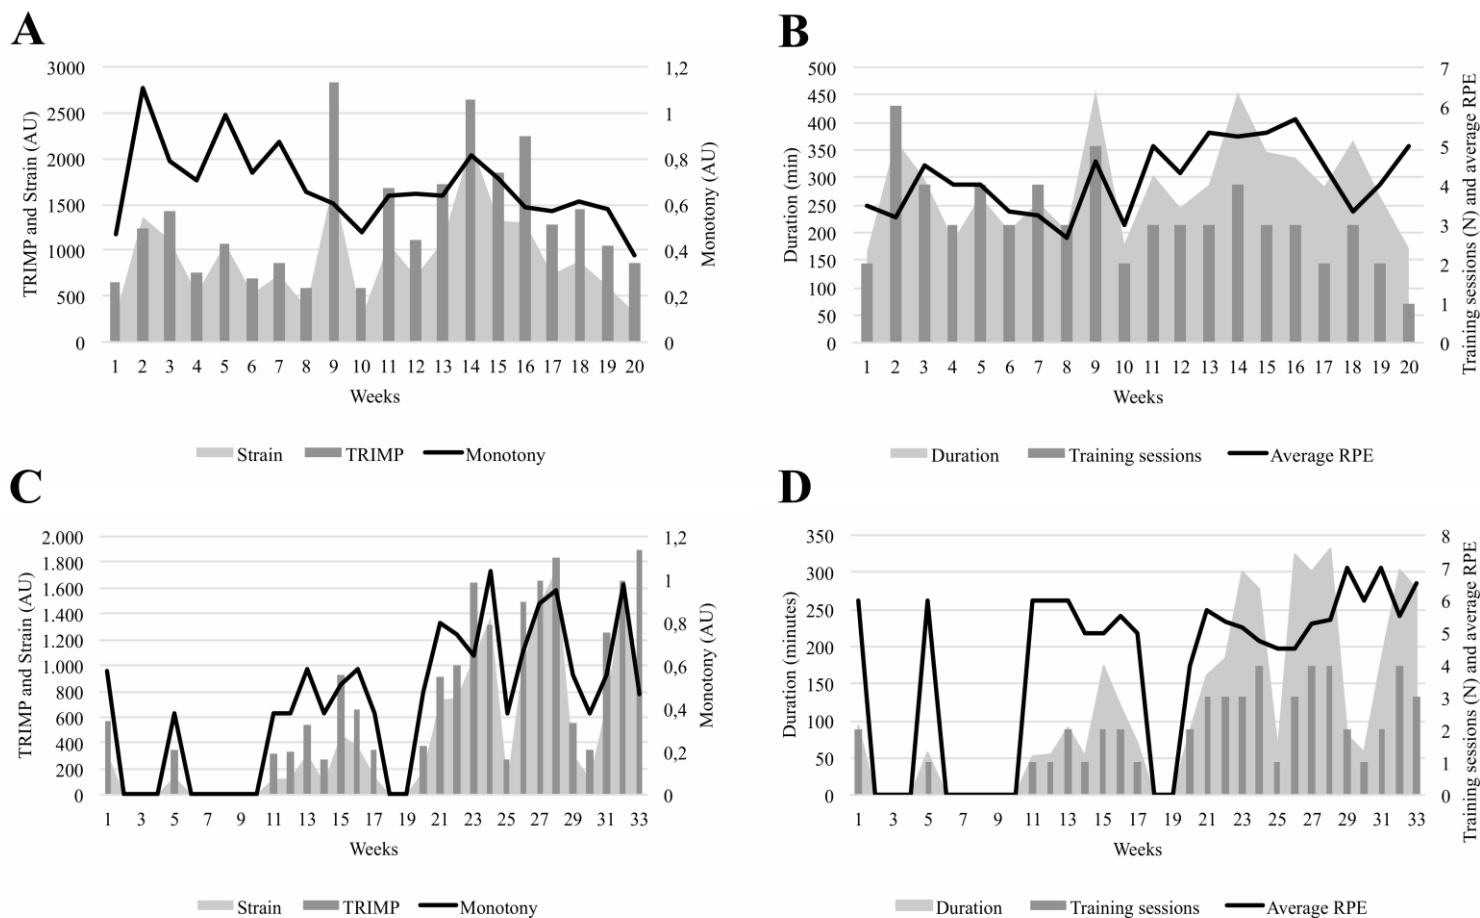 A
TRIMP and Strain (AU)
3000
2500
2000
1500
1000
500
0
1,2
1
0,8
0,6
0,4
0,2
0
Monotony (AU)
1 2 3 4 5 6 7 8 9 10 11 12 13 14 15 16 17 18 19 20
Weeks
Strain TRIMP Monotony
B
Duration (min)
500
450
400
350
300
250
200
150
100
50
0
7
6
5
4
3
2
1
0
Training sessions (N) and average RPE
1 2 3 4 5 6 7 8 9 10 11 12 13 14 15 16 17 18 19 20
Weeks
Duration Training sessions Average RPE
C
TRIMP and Strain (AU)
2.000
1.800
1.600
1.400
1.200
1.000
800
600
400
200
0
1,2
1
0,8
0,6
0,4
0,2
0
Monotony (AU)
1 3 5 7 9 11 13 15 17 19 21 23 25 27 29 31 33
Weeks
Strain TRIMP Monotony
D
Duration (minutes)
350
300
250
200
150
100
50
0
8
7
6
5
4
3
2
1
0
Training sessions (N) and average RPE
1 3 5 7 9 11 13 15 17 19 21 23 25 27 29 31 33
Weeks
Duration Training sessions Average RPE